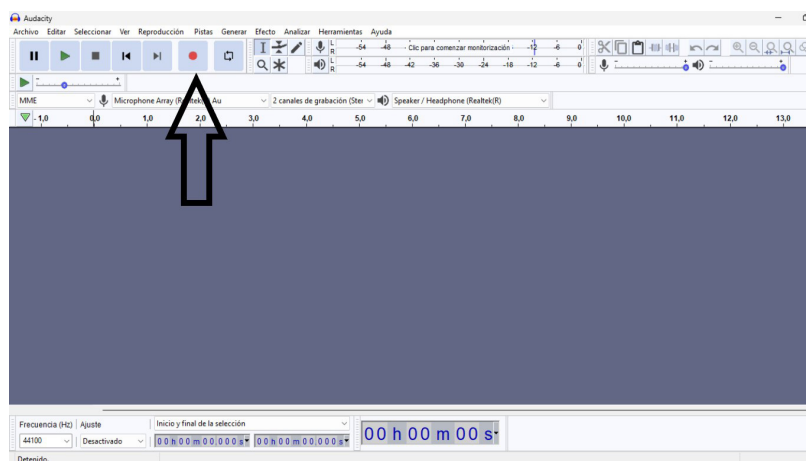 Audacity
Archivo Editar Seleccionar Ver Reproducción Pistas Generar Efecto Analizar Herramientas Ayuda
L R -54 -48 - Clic para comenzar monitorización -12 -6 0
L R -54 -48 -42 -36 -30 -24 -18 -12 -6 0
MME Microphone Array (Realtek(R) Au 2 canales de grabación (Ster Speaker / Headphone (Realtek(R)
- 1,0 0,0 1,0 2,0 3,0 4,0 5,0 6,0 7,0 8,0 9,0 10,0 11,0 12,0 13,0
Frecuencia (Hz) Ajuste Inicio y final de la selección
44100 Desactivado 00 h 00 m 00,000 s 00 h 00 m 00,000 s 00 h 00 m 00 s
Detenido.